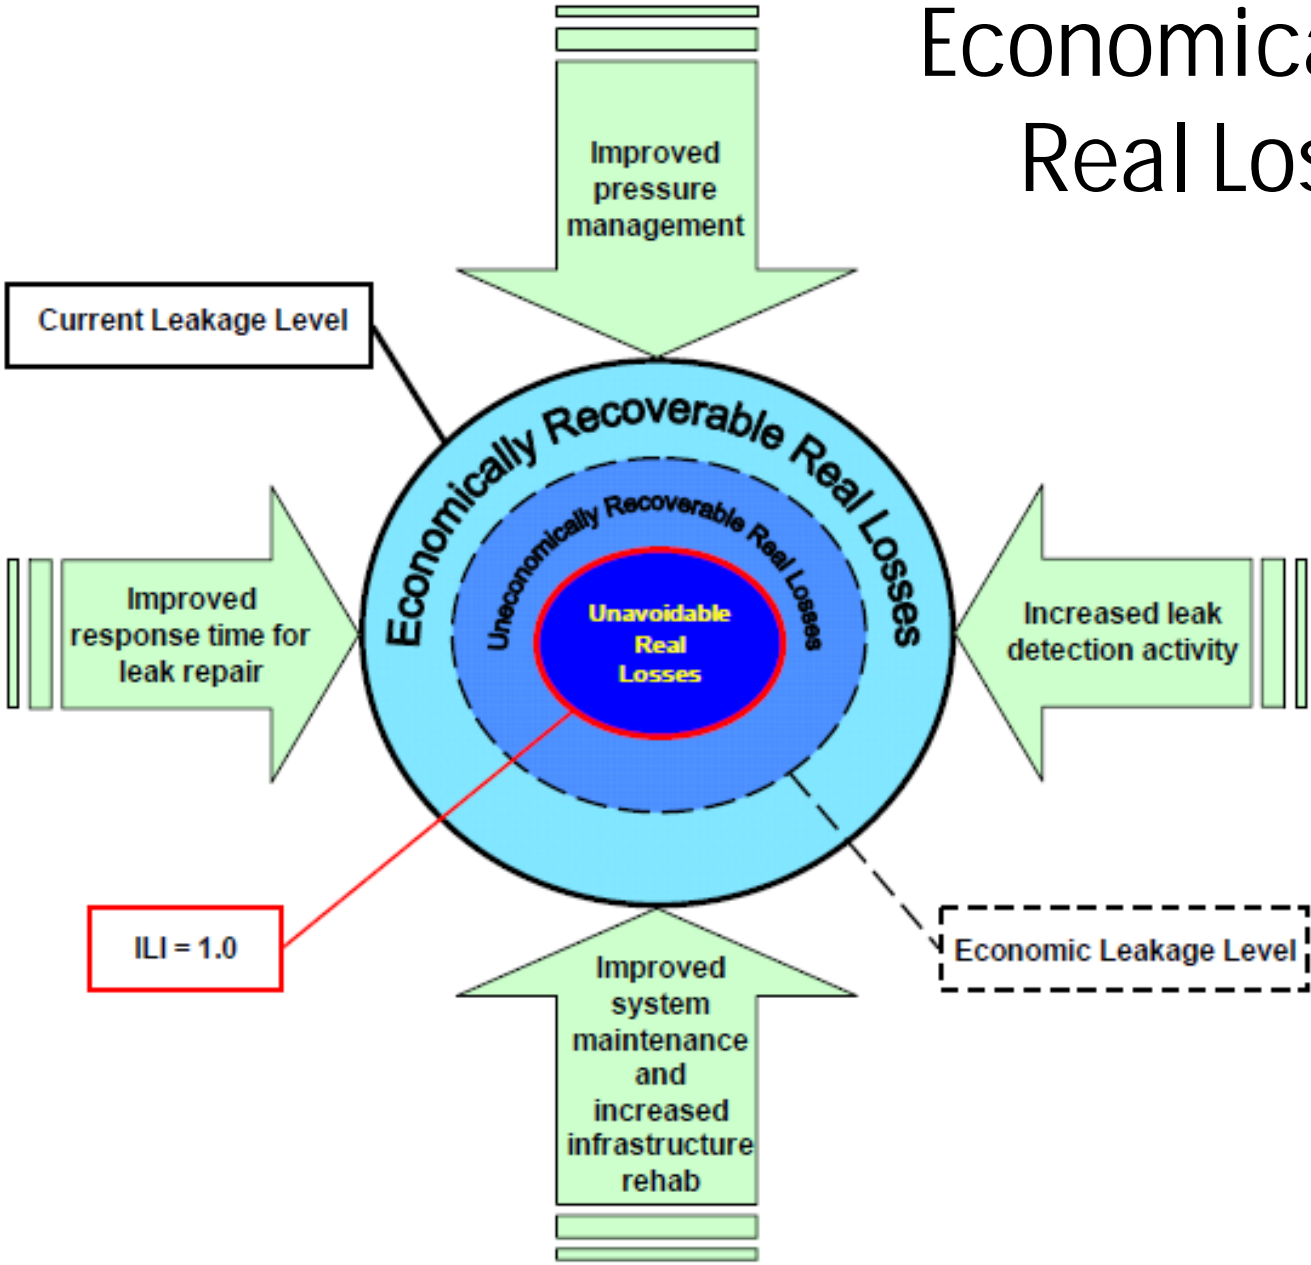 Real
Improved
pressure
management
Current Leakage Level
Economically Recoverable Real Losses
Uneconomically Recoverable Real Losses
Unavoidable
Real
Losses
Improved
response time for
leak repair
Increased leak
detection activity
ILI = 1.0
Economic Leakage Level
Improved
system
maintenance
and
increased
infrastructure
rehab